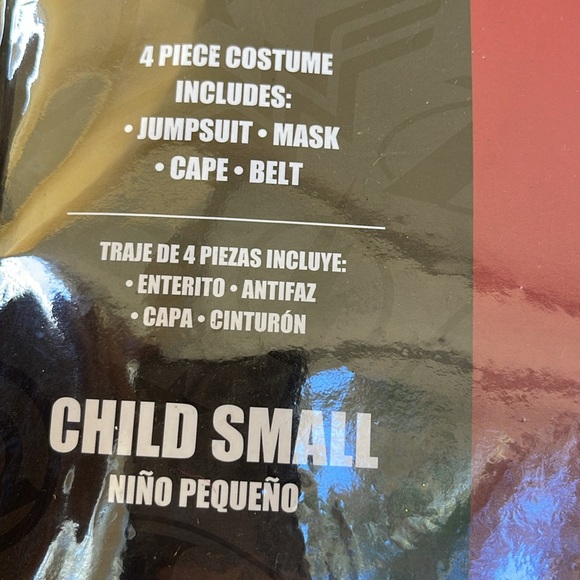 4 PIECE COSTUME
INCLUDES:
• JUMPSUIT • MASK
• CAPE • BELT
TRAJE DE 4 PIEZAS INCLUYE:
• ENTERITO • ANTIFAZ
• CAPA • CINTURÓN
CHILD SMALL
NIÑO PEQUEÑO